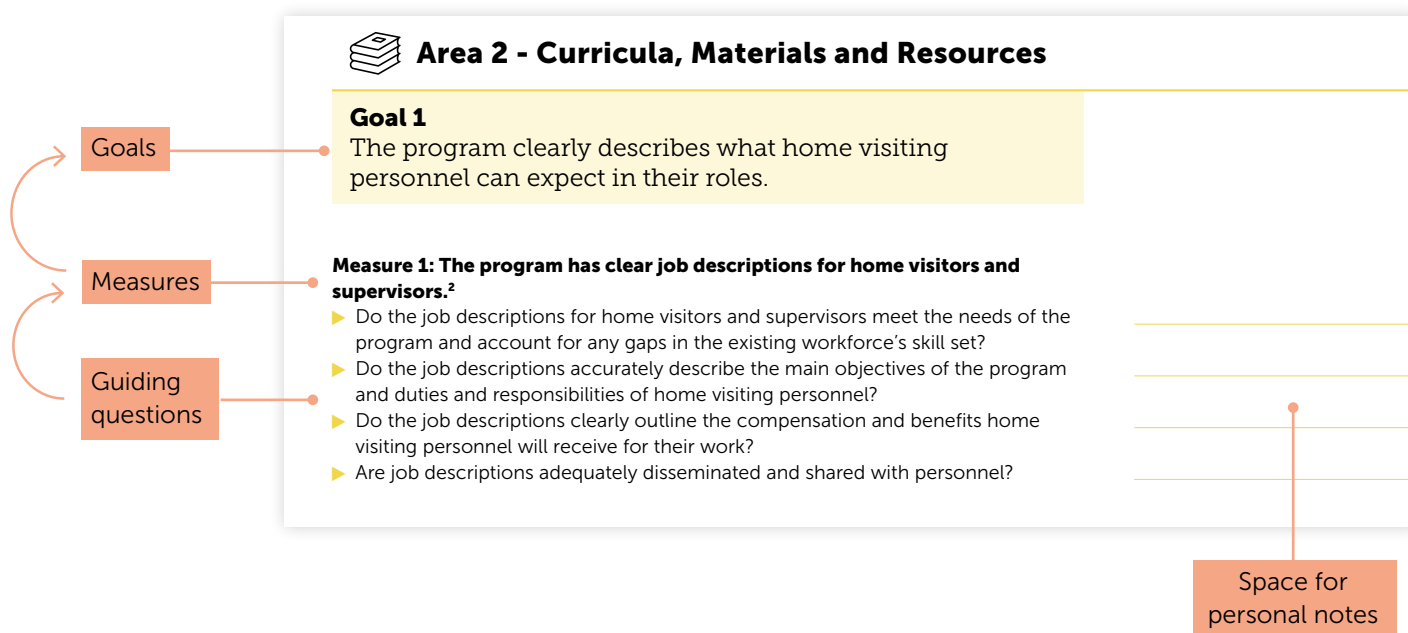 Area 2 - Curricula, Materials and Resources
Goals
Goal 1
The program clearly describes what home visiting
personnel can expect in their roles.
Measures
Measure 1: The program has clear job descriptions for home visitors and
supervisors.²
Guiding
questions
▶ Do the job descriptions for home visitors and supervisors meet the needs of the
program and account for any gaps in the existing workforce’s skill set?
▶ Do the job descriptions accurately describe the main objectives of the program
and duties and responsibilities of home visiting personnel?
▶ Do the job descriptions clearly outline the compensation and benefits home
visiting personnel will receive for their work?
▶ Are job descriptions adequately disseminated and shared with personnel?
Space for
personal notes